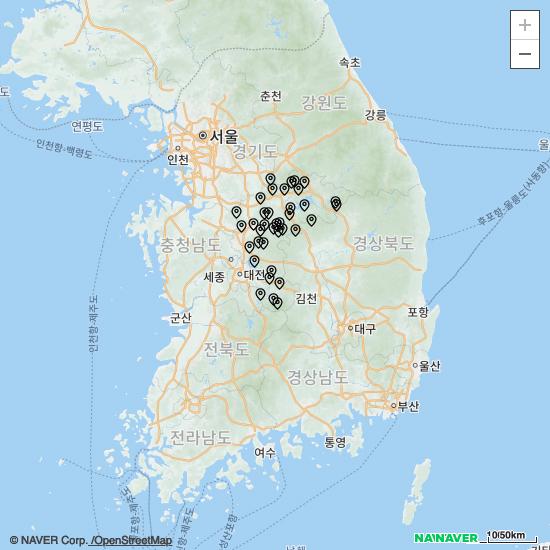 +
−
속초
도
춘천
강원도
강릉
연평도
서울
울
인천항-백령도
인천
경기도
후포항-울릉도(사동항)
충청남도
경상북도
세종
대전
인천항-제주도
김천
포항
군산
대구
전북도
울산
경상남도
부산
전라남도
통영
여수
© NAVER Corp. /OpenStreetMap
NAVER
10/50km